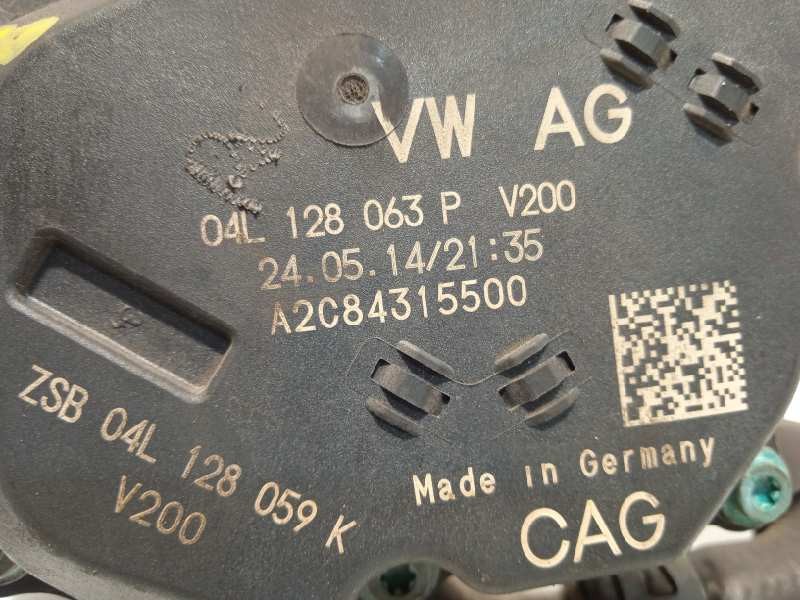 VW AG
04L 128 063 P V200
24.05.14/21:35
A2C84315500
ZSB 04L 128 059 K
V200
Made in Germany
CAG